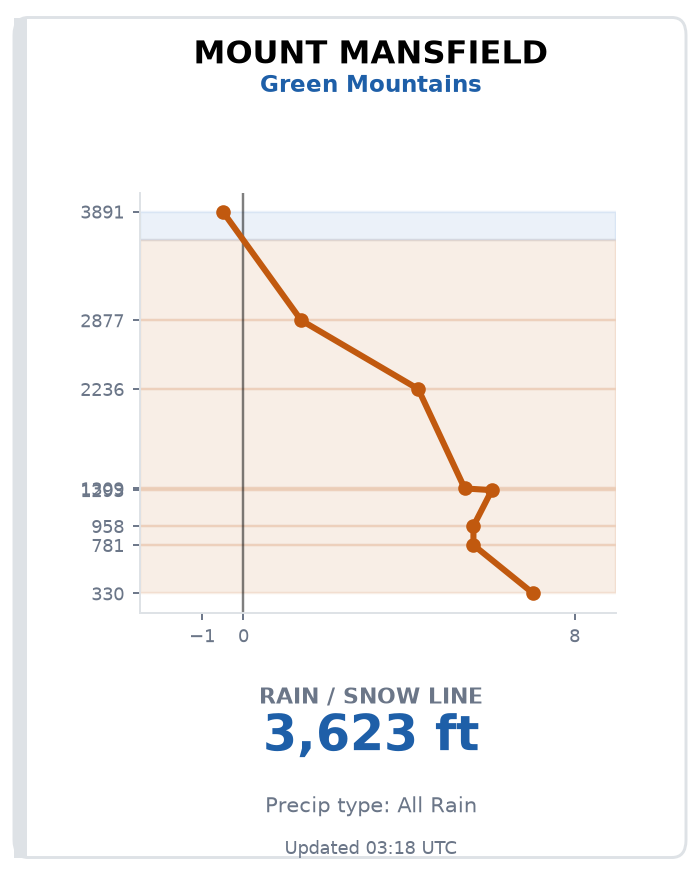 MOUNT MANSFIELD
Green Mountains
3891
2877
2236
958
781
330
−1 0 8
RAIN / SNOW LINE
3,623 ft
Precip type: All Rain
Updated 03:18 UTC